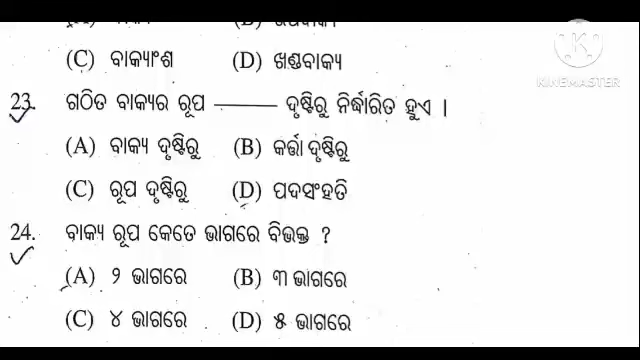 (C) ବାକ୍ୟାଂଶ (D) ଖଣ୍ଡବାକ୍ୟ
K
KINEMASTER
23. ଗଠିତ ବାକ୍ୟର ରୂପ ——— ଦୃଷ୍ଟିରୁ ନିର୍ଦ୍ଧାରିତ ହୁଏ ।
(A) ବାକ୍ୟ ଦୃଷ୍ଟିରୁ (B) କର୍ତ୍ତା ଦୃଷ୍ଟିରୁ
(C) ରୂପ ଦୃଷ୍ଟିରୁ (D) ପଦସଂହତି
24. ବାକ୍ୟ ରୂପ କେତେ ଭାଗରେ ବିଭକ୍ତ ?
(A) ୨ ଭାଗରେ (B) ୩ ଭାଗରେ
(C) ୪ ଭାଗରେ (D) ୫ ଭାଗରେ